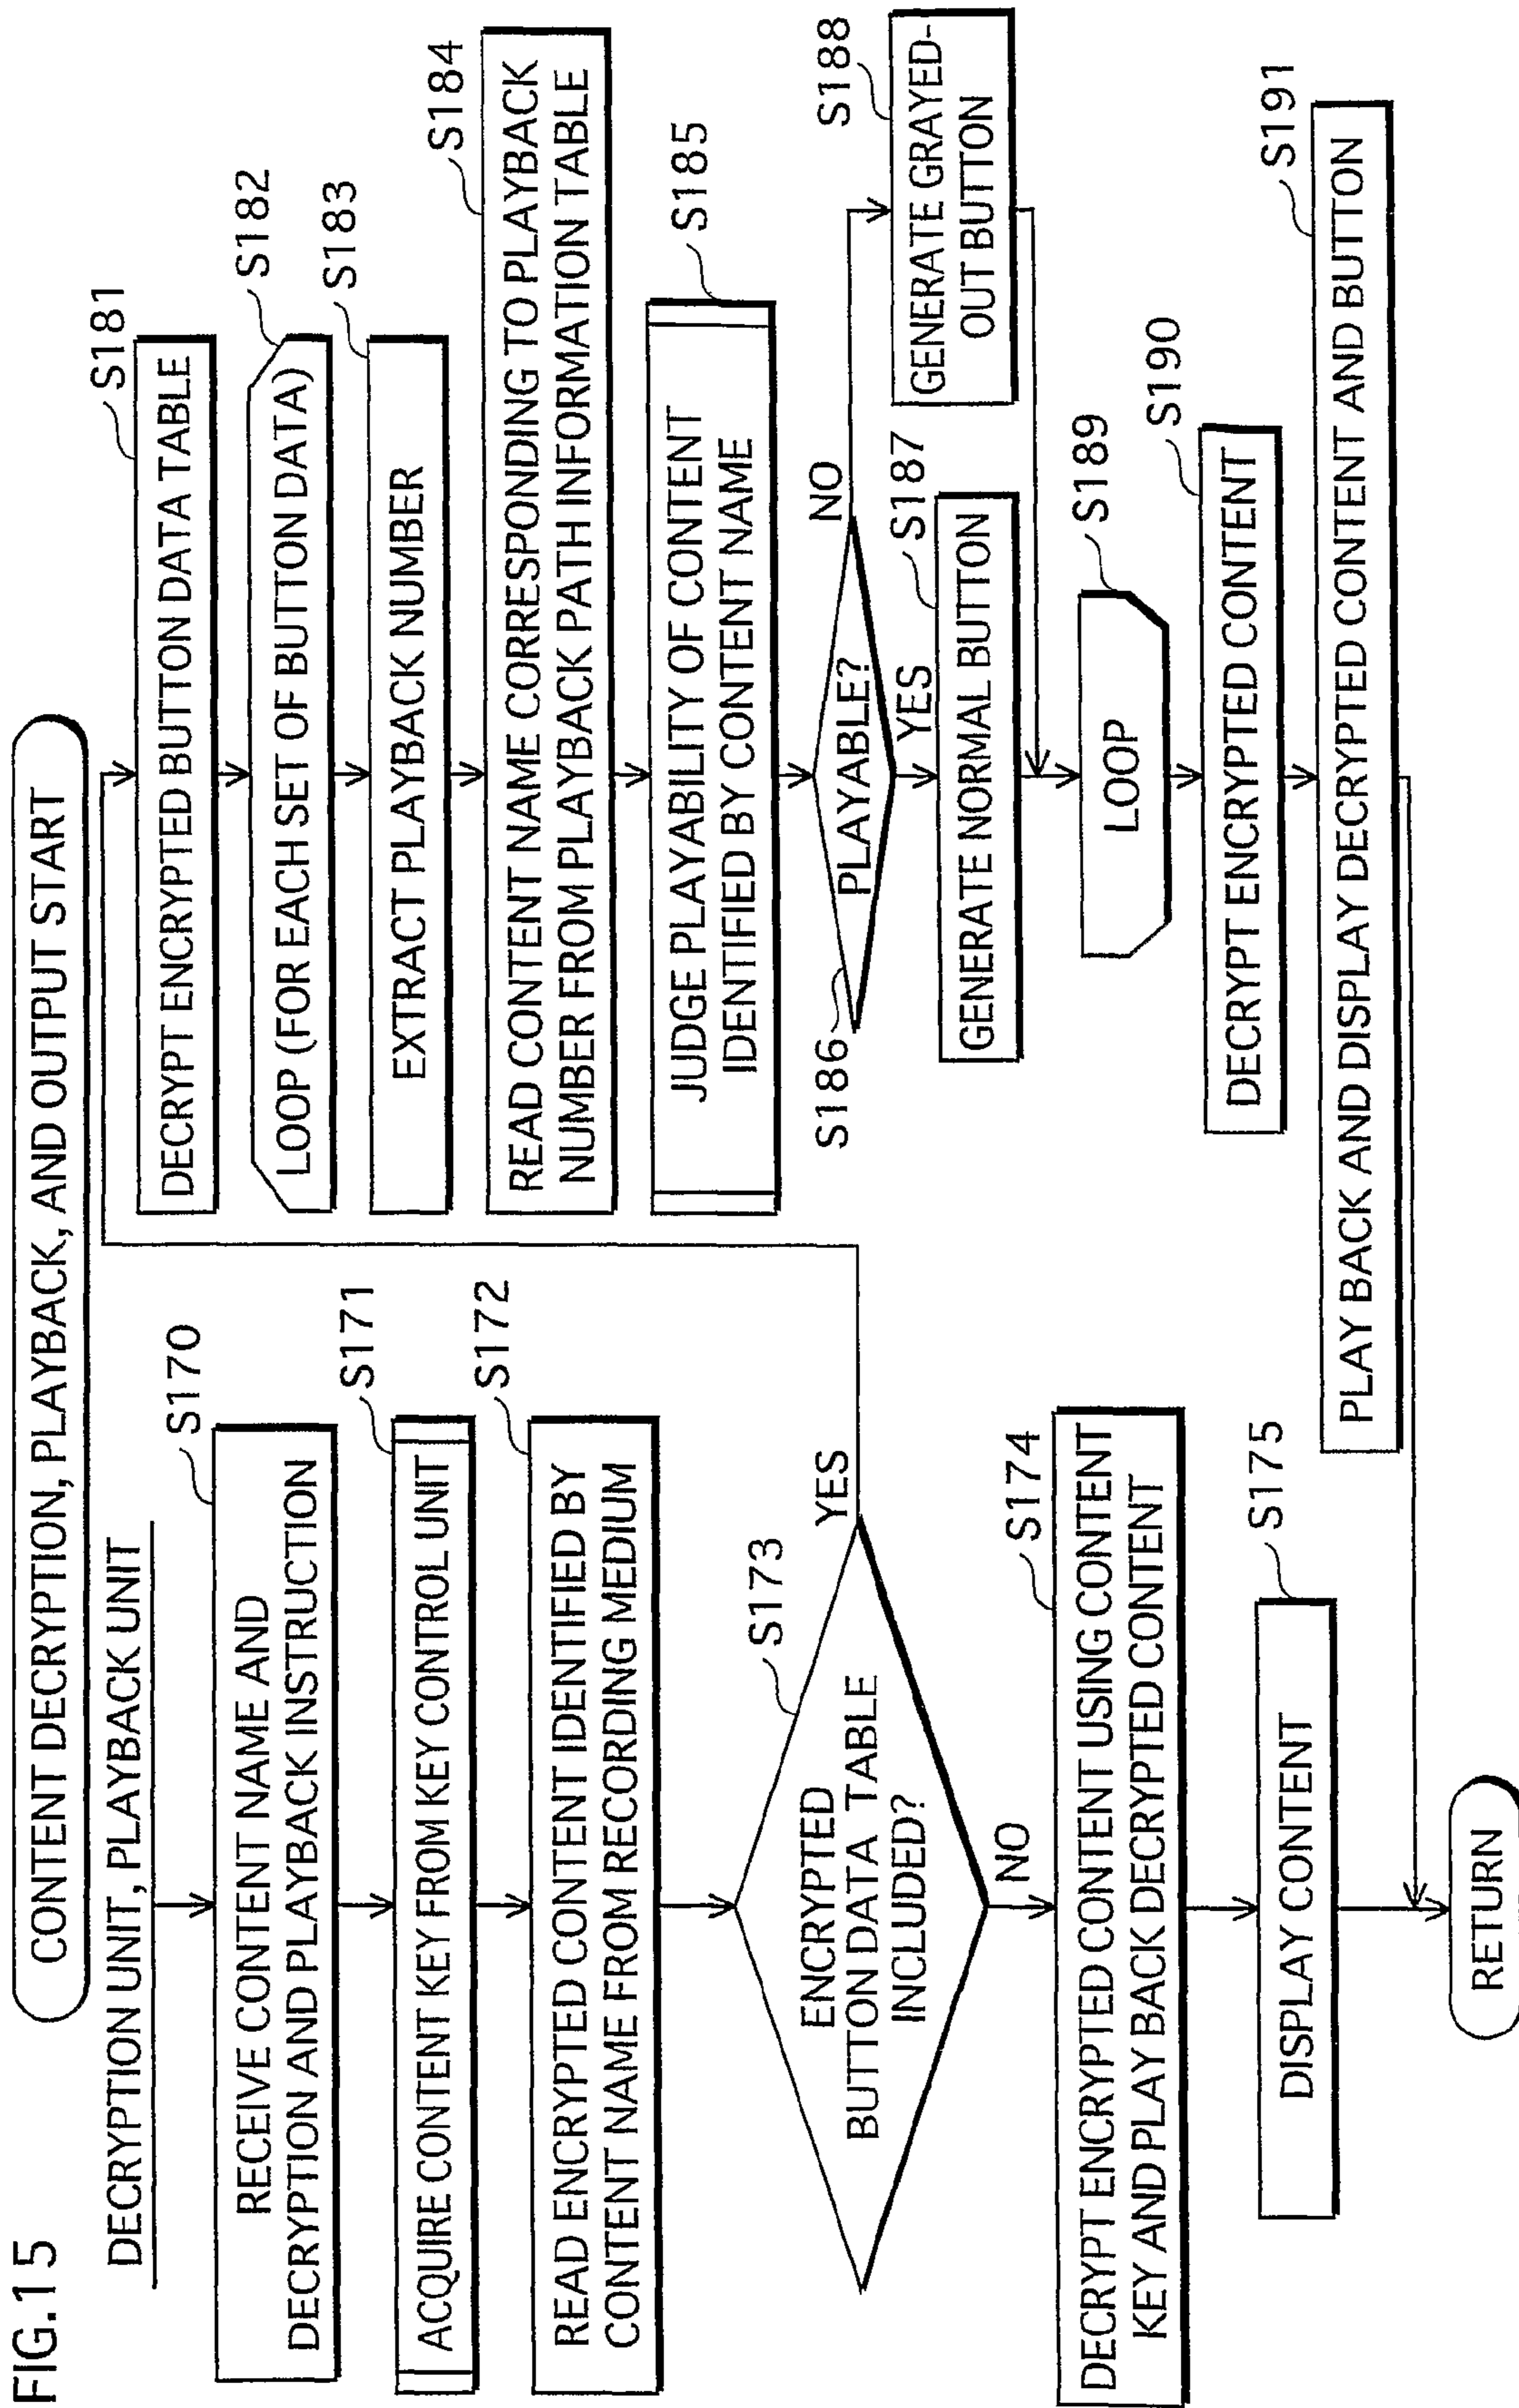 FIG.15
CONTENT DECRYPTION, PLAYBACK, AND OUTPUT START
DECRYPTION UNIT, PLAYBACK UNIT
S170
RECEIVE CONTENT NAME AND
DECRYPTION AND PLAYBACK INSTRUCTION
S171
ACQUIRE CONTENT KEY FROM KEY CONTROL UNIT
S172
READ ENCRYPTED CONTENT IDENTIFIED BY
CONTENT NAME FROM RECORDING MEDIUM
S173
ENCRYPTED
BUTTON DATA TABLE
INCLUDED?
YES
NO
S174
DECRYPT ENCRYPTED CONTENT USING CONTENT
KEY AND PLAY BACK DECRYPTED CONTENT
S175
DISPLAY CONTENT
RETURN
S181
DECRYPT ENCRYPTED BUTTON DATA TABLE
S182
LOOP (FOR EACH SET OF BUTTON DATA)
S183
EXTRACT PLAYBACK NUMBER
S184
READ CONTENT NAME CORRESPONDING TO PLAYBACK
NUMBER FROM PLAYBACK PATH INFORMATION TABLE
S185
JUDGE PLAYABILITY OF CONTENT
IDENTIFIED BY CONTENT NAME
S186
PLAYABLE?
NO
YES
S187
GENERATE NORMAL BUTTON
S188
GENERATE GRAYED-
OUT BUTTON
S189
LOOP
S190
DECRYPT ENCRYPTED CONTENT
S191
PLAY BACK AND DISPLAY DECRYPTED CONTENT AND BUTTON